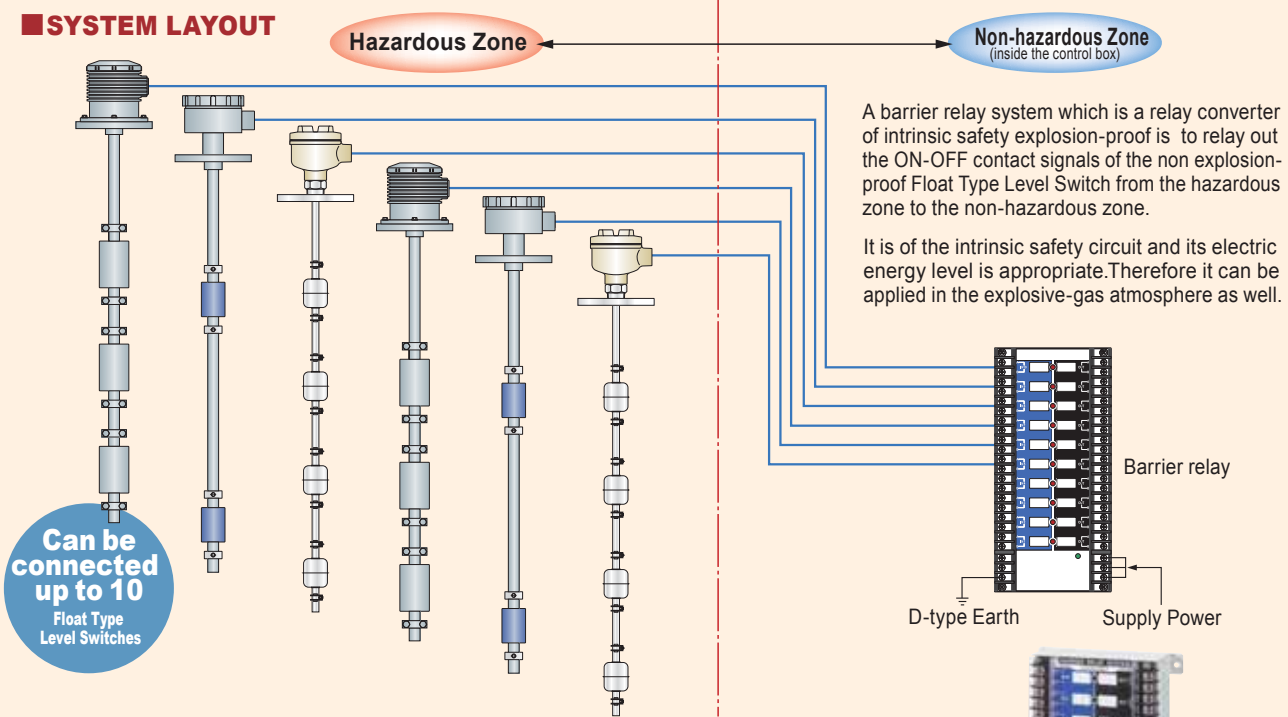 ■SYSTEM LAYOUT
Hazardous Zone
Non-hazardous Zone
(inside the control box)
A barrier relay system which is a relay converter
of intrinsic safety explosion-proof is to relay out
the ON-OFF contact signals of the non explosion-
proof Float Type Level Switch from the hazardous
zone to the non-hazardous zone.
It is of the intrinsic safety circuit and its electric
energy level is appropriate.Therefore it can be
applied in the explosive-gas atmosphere as well.
Barrier relay
D-type Earth
Supply Power
Can be
connected
up to 10
Float Type
Level Switches